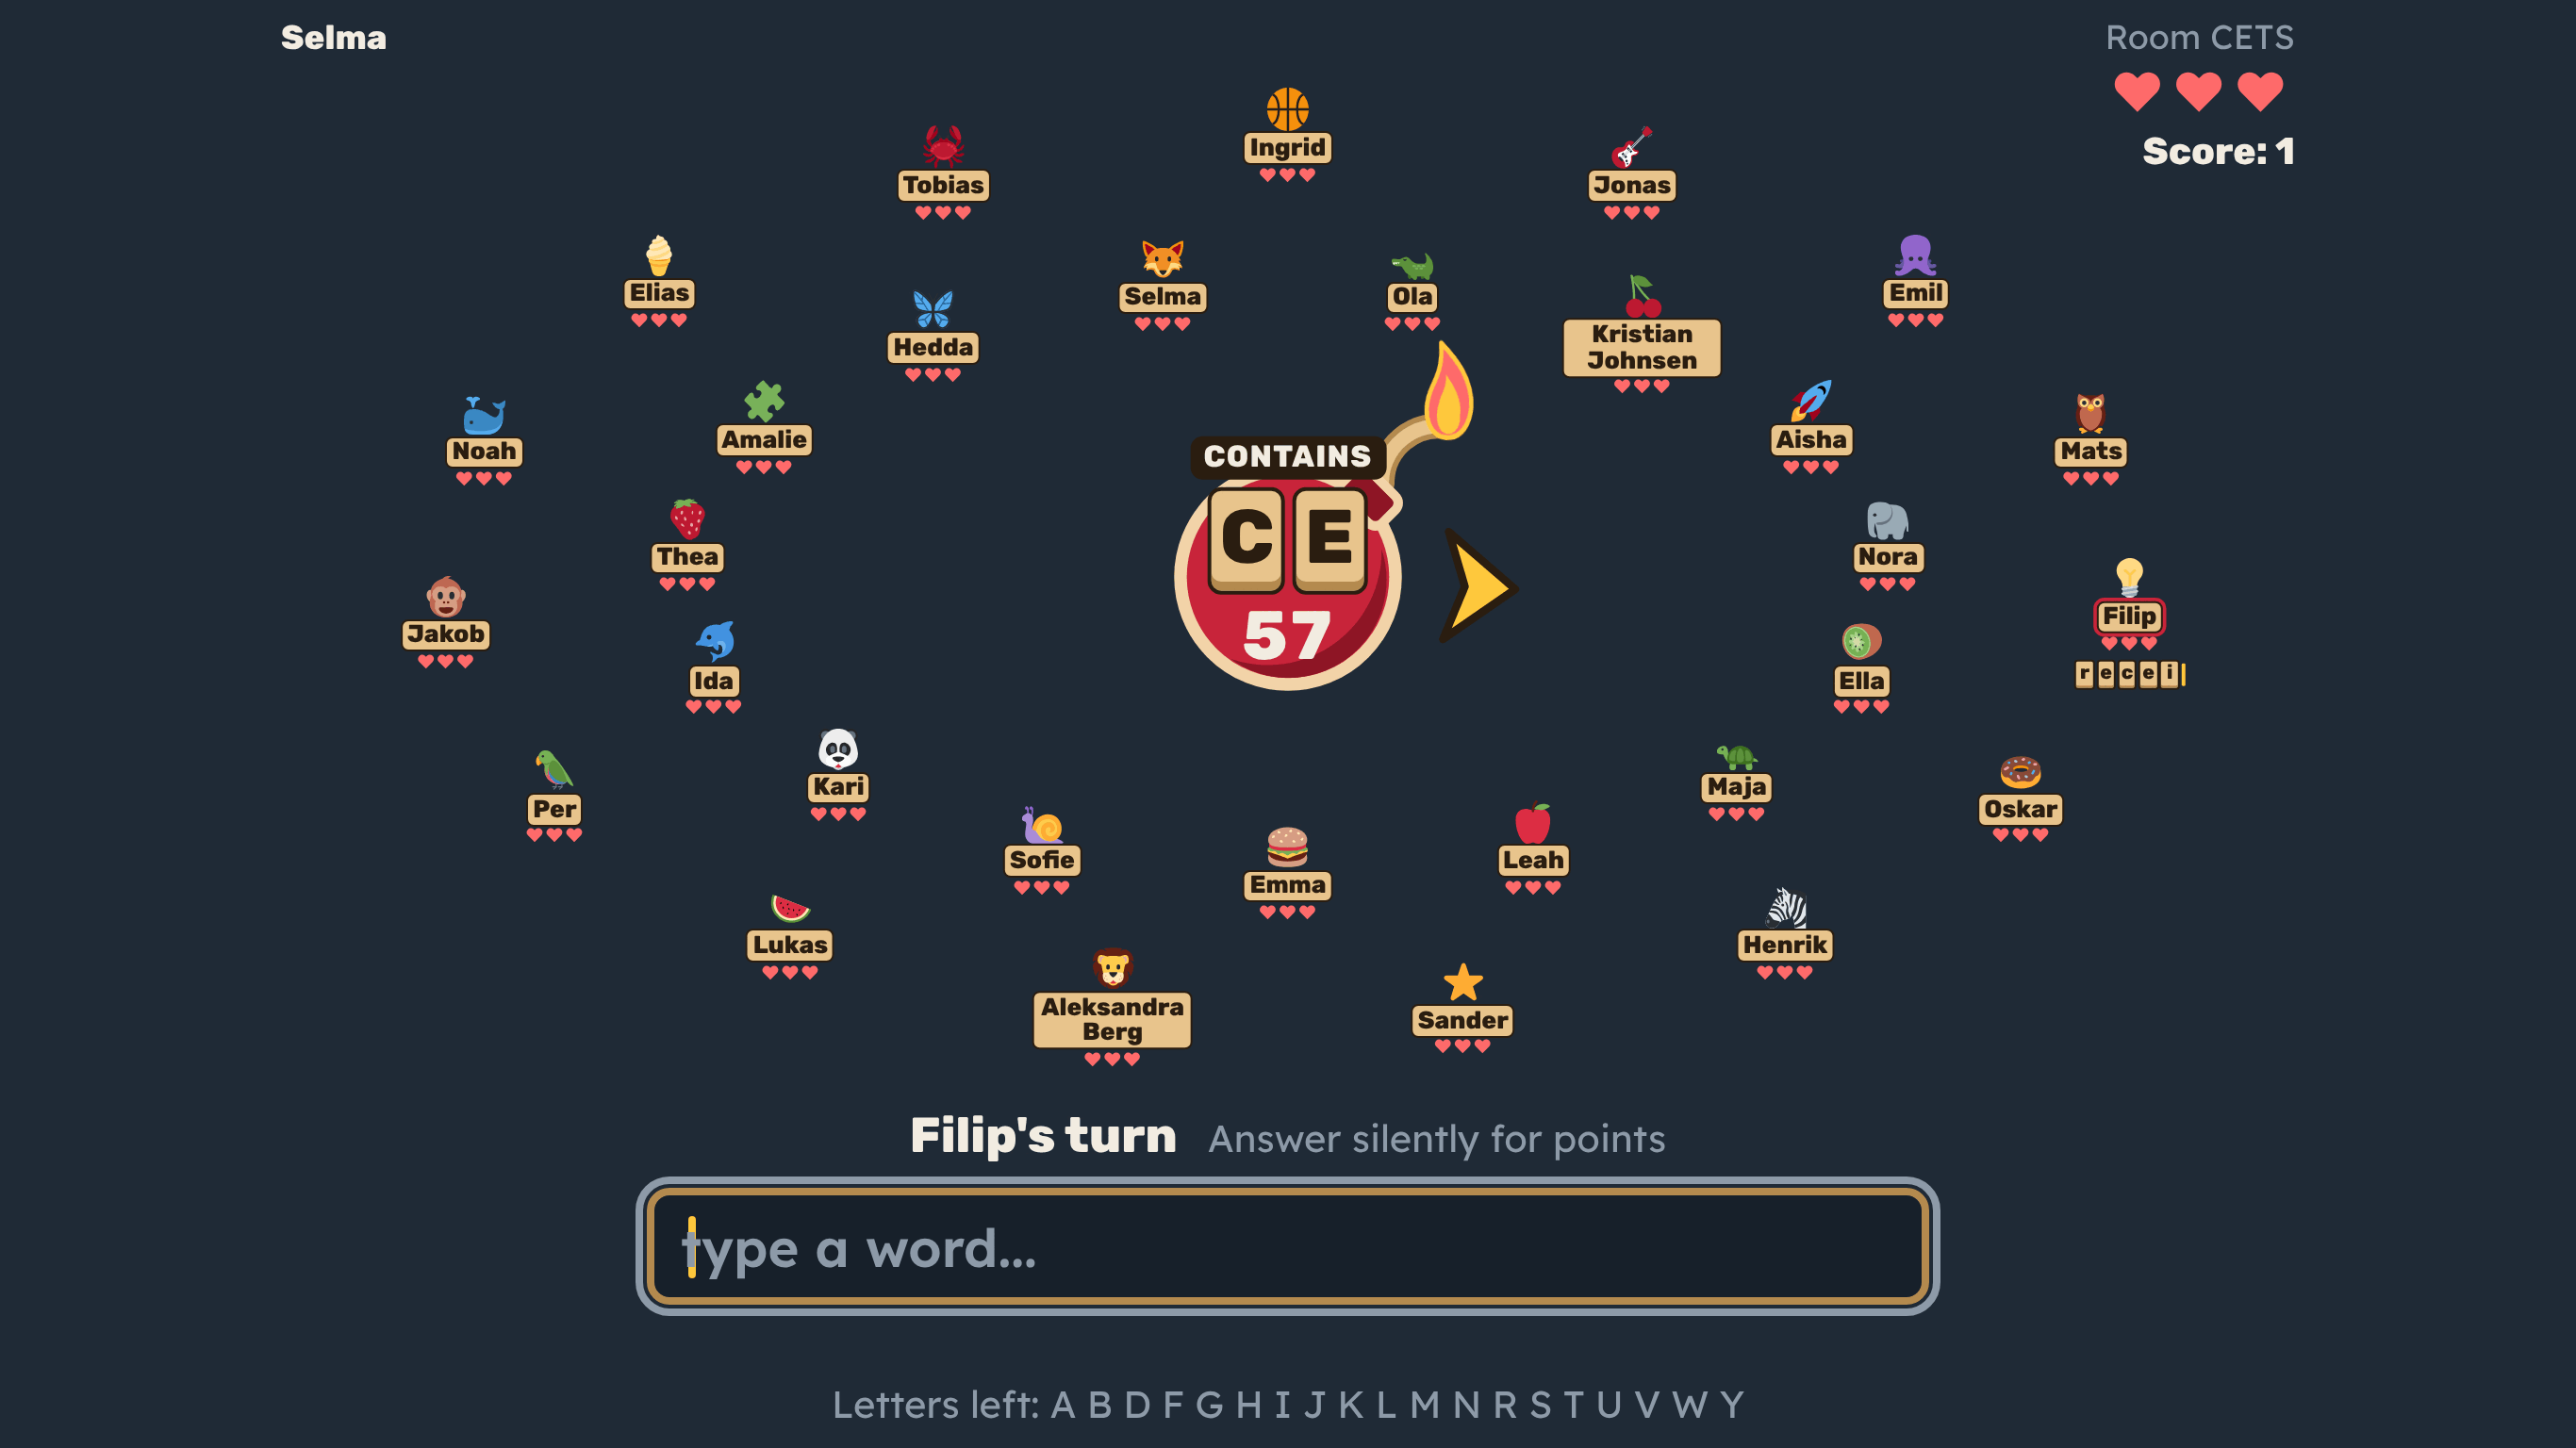 Selma
Room CETS
Score: 1
Ingrid
Tobias
Jonas
Elias
Selma
Ola
Emil
Hedda
Kristian
Johnsen
Noah
Amalie
Aisha
Mats
CONTAINS
CE
57
Thea
Nora
Filip
recei
Jakob
Ida
Ella
Per
Kari
Maja
Oskar
Sofie
Emma
Leah
Lukas
Henrik
Aleksandra
Berg
Sander
Filip's turn Answer silently for points
type a word...
Letters left: A B D F G H I J K L M N R S T U V W Y